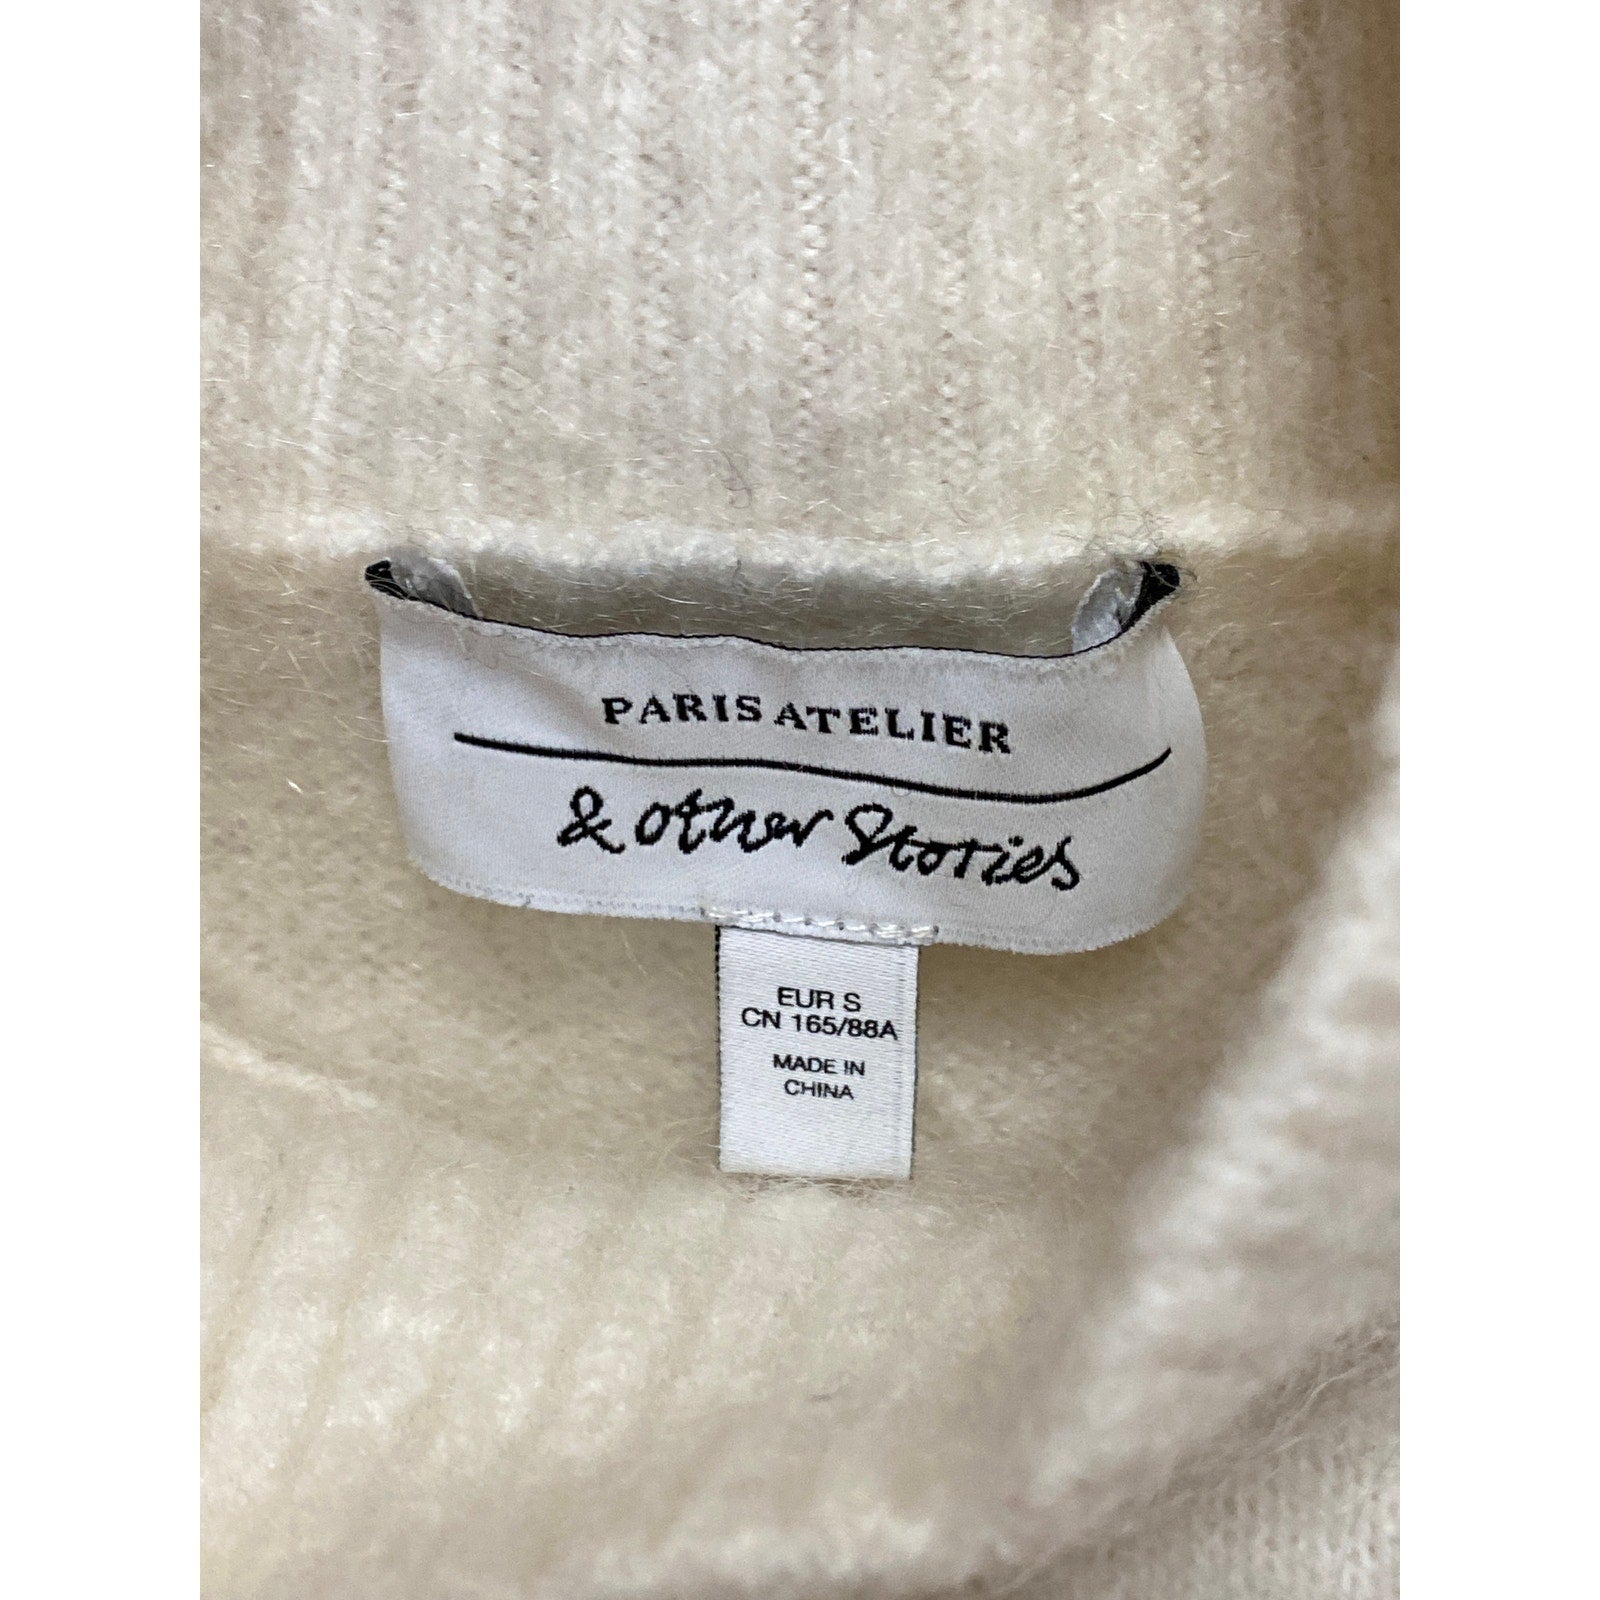 PARIS ATELIER
& other Stories
EUR S
CN 165/88A
MADE IN
CHINA